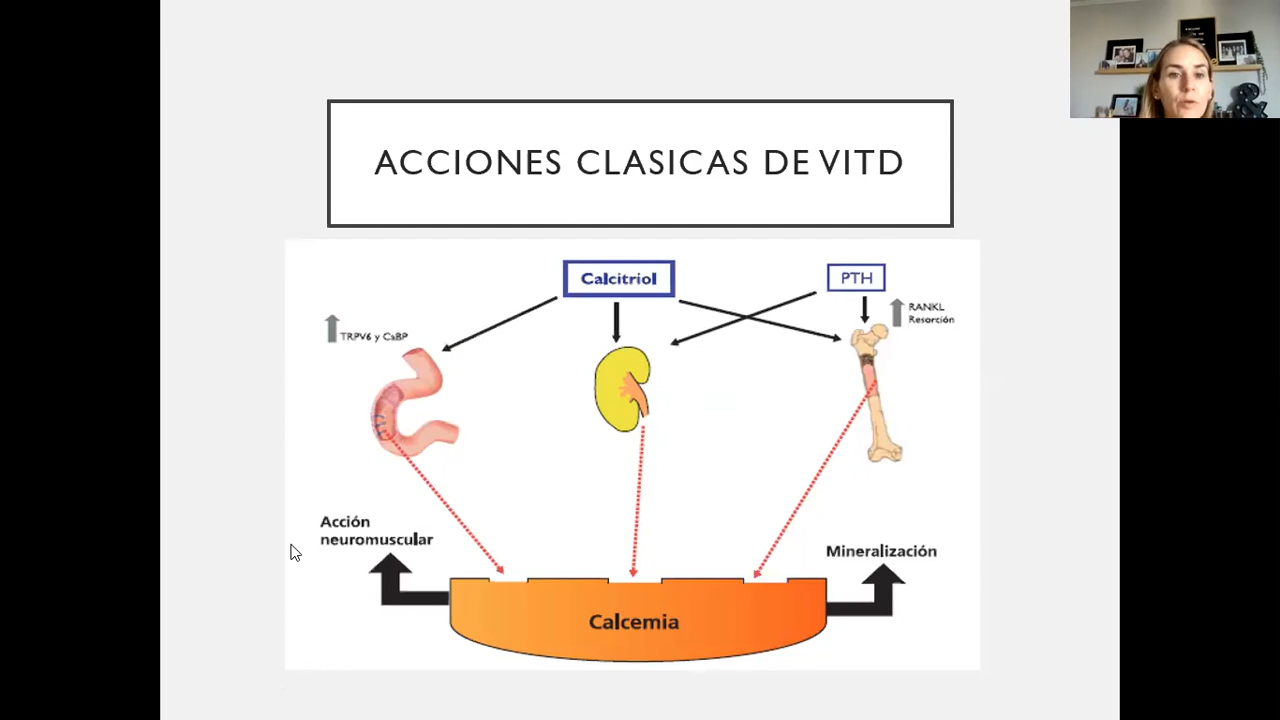 ACCIONES CLASICAS DE VITD
Calcitriol
PTH
RANKL
Resorción
TRPV6 y CaBP
Acción
neuromuscular
Mineralización
Calcemia
&